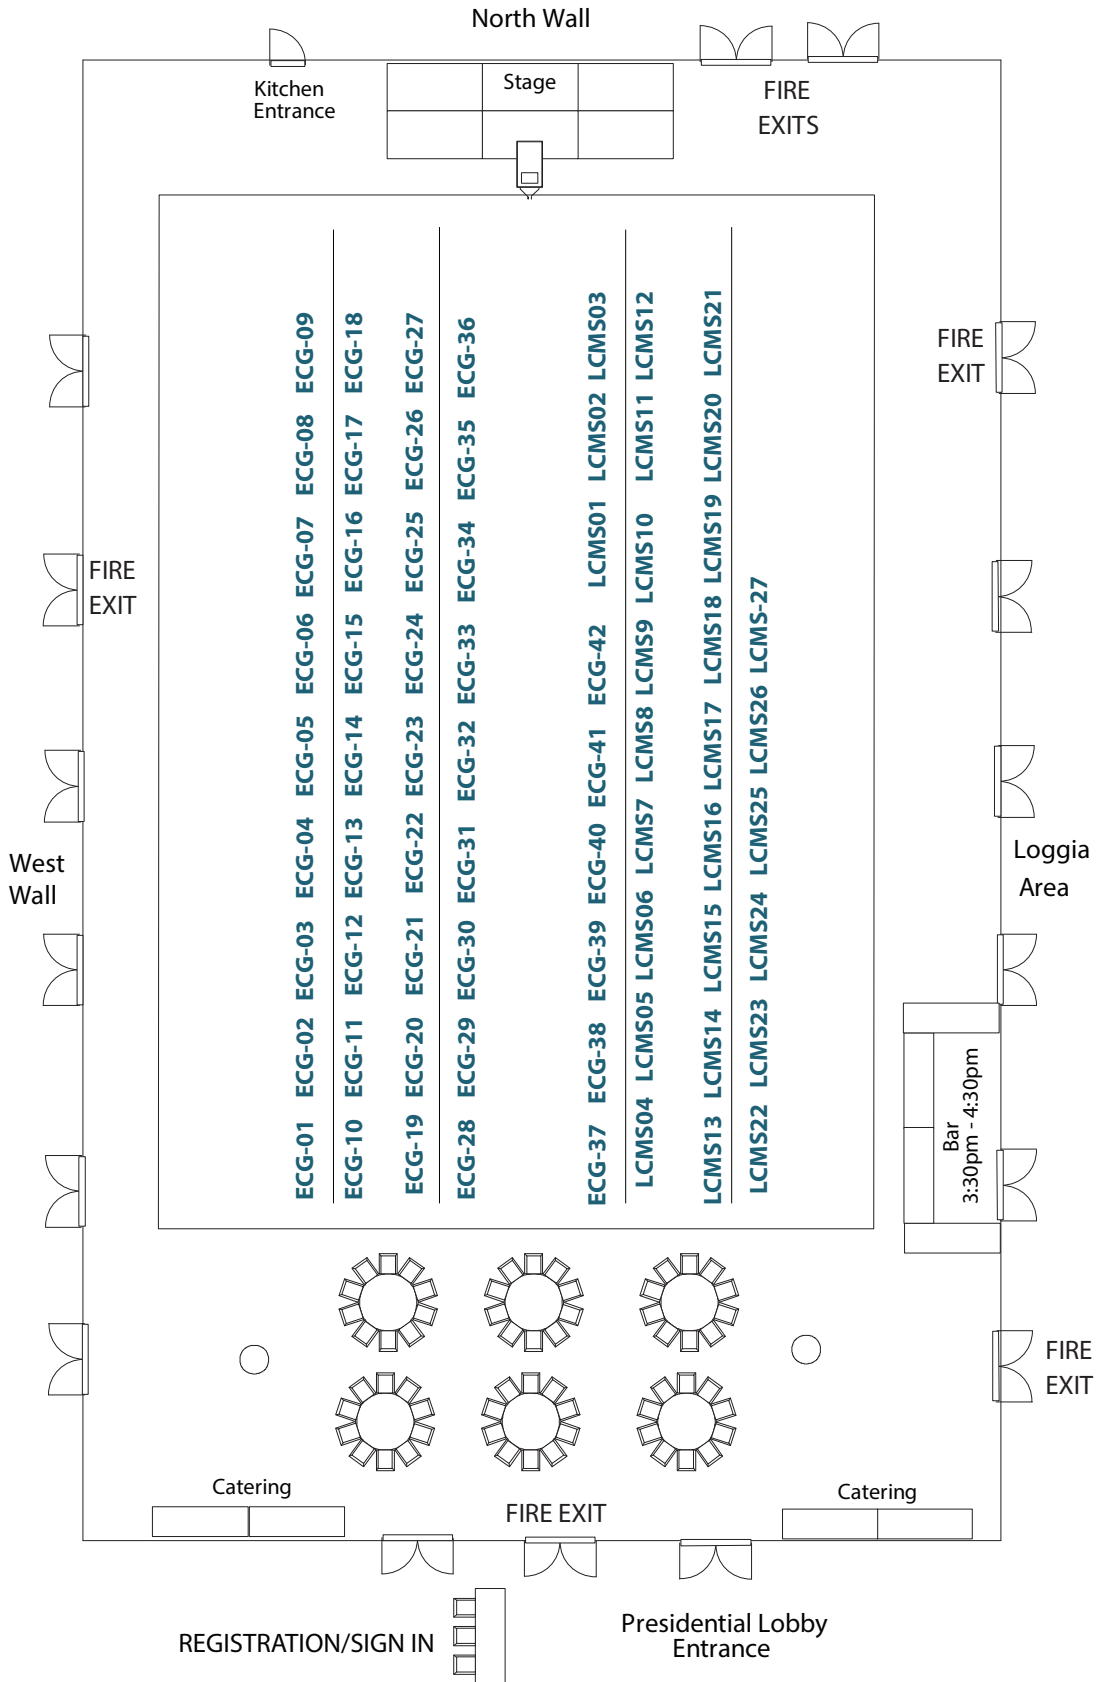 North Wall
Kitchen
Entrance
Stage
FIRE
EXITS
FIRE
EXIT
FIRE
EXIT
West
Wall
Loggia
Area
ECG-01 ECG-02 ECG-03 ECG-04 ECG-05 ECG-06 ECG-07 ECG-08 ECG-09
ECG-10 ECG-11 ECG-12 ECG-13 ECG-14 ECG-15 ECG-16 ECG-17 ECG-18
ECG-19 ECG-20 ECG-21 ECG-22 ECG-23 ECG-24 ECG-25 ECG-26 ECG-27
ECG-28 ECG-29 ECG-30 ECG-31 ECG-32 ECG-33 ECG-34 ECG-35 ECG-36
ECG-37 ECG-38 ECG-39 ECG-40 ECG-41 ECG-42 LCMS01 LCMS02 LCMS03
LCMS04 LCMS05 LCMS06 LCMS7 LCMS8 LCMS9 LCMS10 LCMS11 LCMS12
LCMS13 LCMS14 LCMS15 LCMS16 LCMS17 LCMS18 LCMS19 LCMS20 LCMS21
LCMS22 LCMS23 LCMS24 LCMS25 LCMS26 LCMS-27
Bar
3:30pm - 4:30pm
FIRE
EXIT
Catering
FIRE EXIT
Catering
REGISTRATION/SIGN IN
Presidential Lobby
Entrance